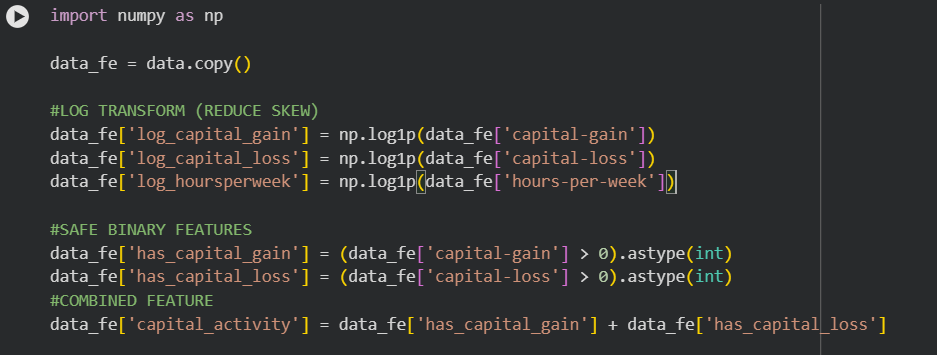 import numpy as np
data_fe = data.copy()
#LOG TRANSFORM (REDUCE SKEW)
data_fe['log_capital_gain'] = np.log1p(data_fe['capital-gain'])
data_fe['log_capital_loss'] = np.log1p(data_fe['capital-loss'])
data_fe['log_hoursperweek'] = np.log1p(data_fe['hours-per-week'])
#SAFE BINARY FEATURES
data_fe['has_capital_gain'] = (data_fe['capital-gain'] > 0).astype(int)
data_fe['has_capital_loss'] = (data_fe['capital-loss'] > 0).astype(int)
#COMBINED FEATURE
data_fe['capital_activity'] = data_fe['has_capital_gain'] + data_fe['has_capital_loss']